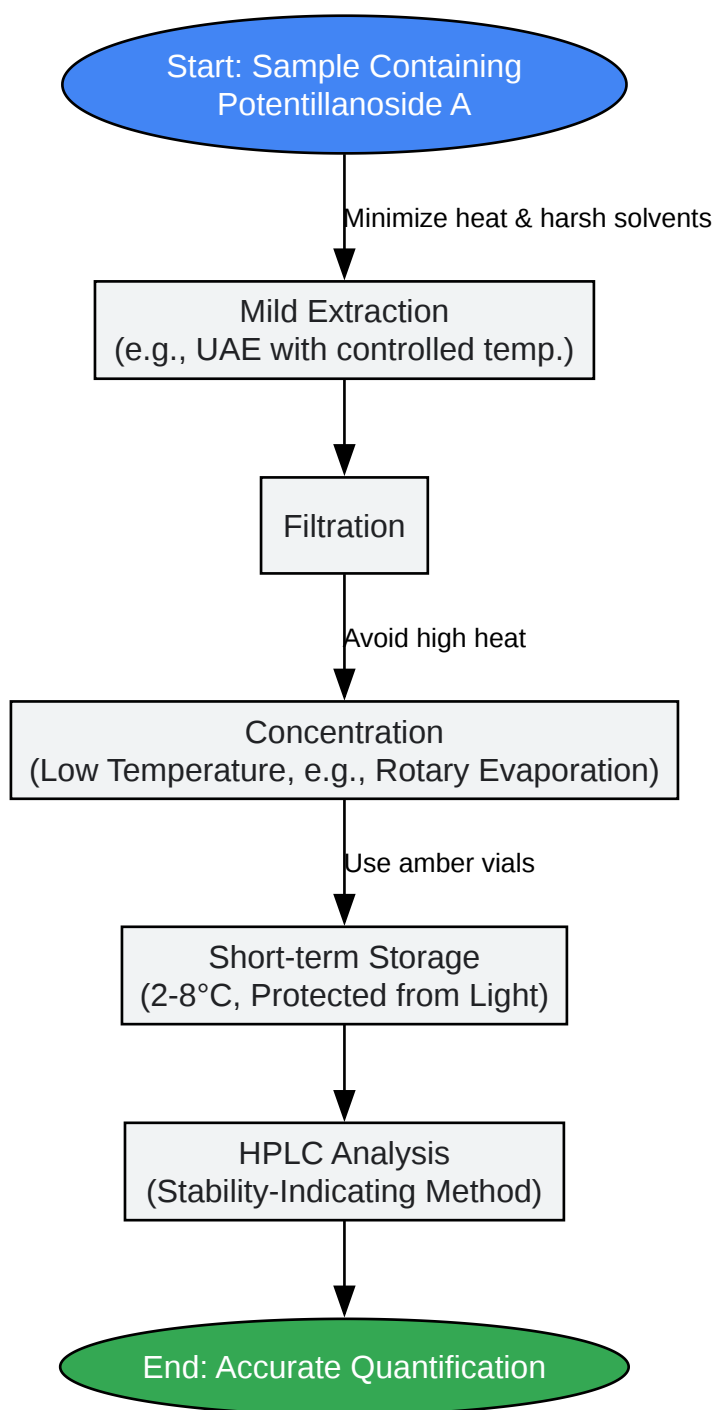 Start: Sample Containing
Potentillanoside A
Minimize heat & harsh solvents
Mild Extraction
(e.g., UAE with controlled temp.)
Filtration
Avoid high heat
Concentration
(Low Temperature, e.g., Rotary Evaporation)
Use amber vials
Short-term Storage
(2-8°C, Protected from Light)
HPLC Analysis
(Stability-Indicating Method)
End: Accurate Quantification